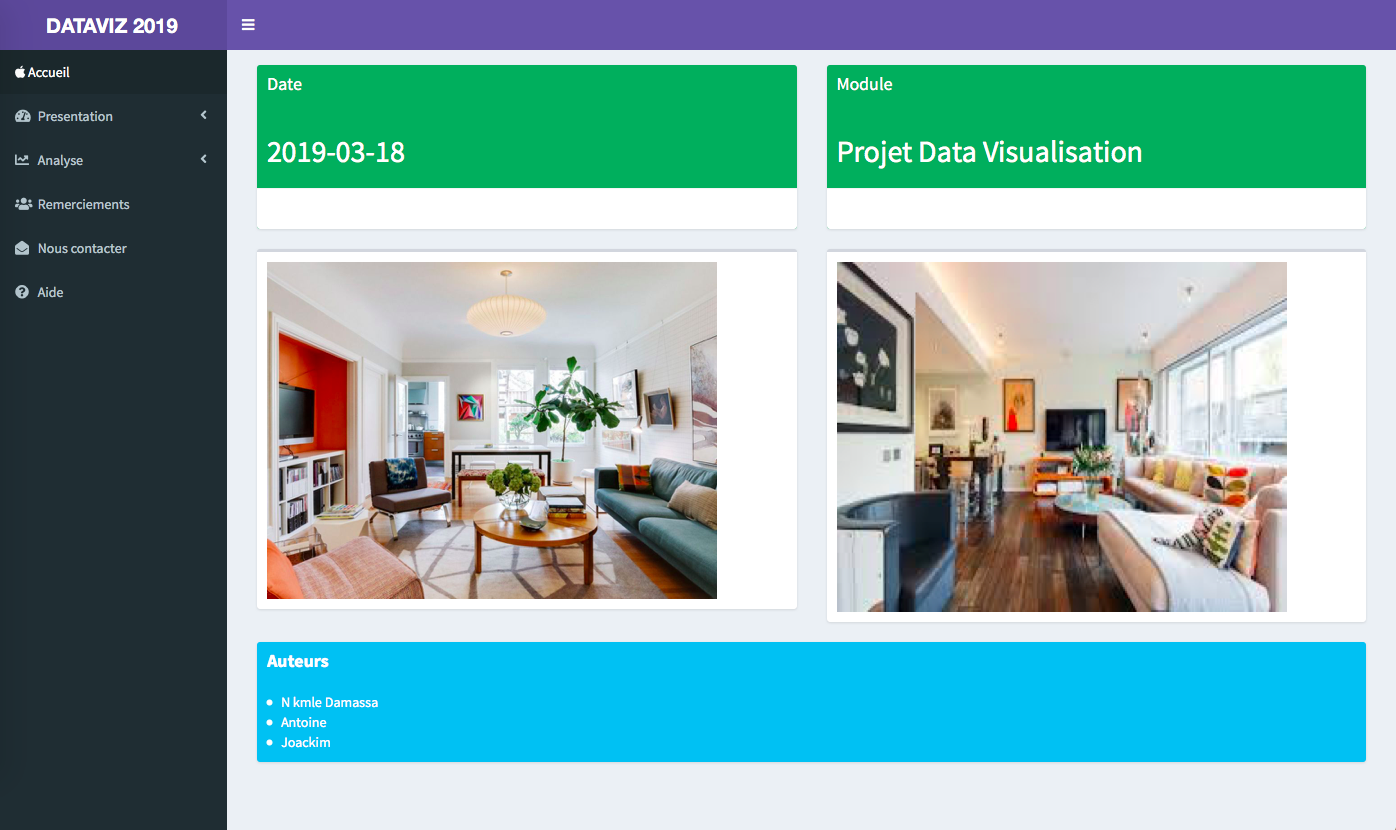 DATAVIZ 2019
Accueil
Presentation
Analyse
Remerciements
Nous contacter
Aide
Date
2019-03-18
Module
Projet Data Visualisation
Auteurs
N kmle Damassa
Antoine
Joackim